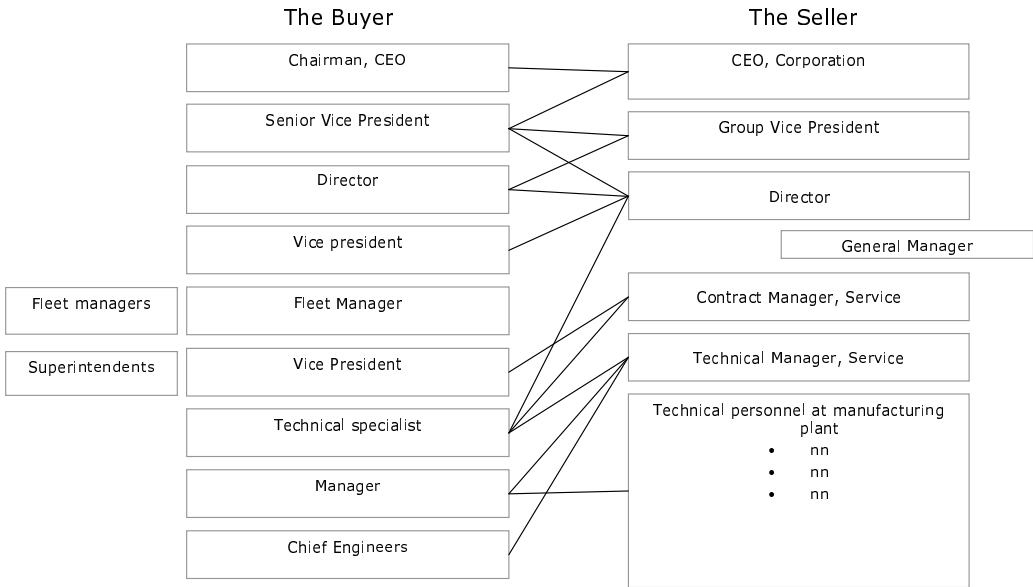 The Buyer
The Seller
Chairman, CEO
CEO, Corporation
Senior Vice President
Group Vice President
Director
Director
Vice president
General Manager
Fleet managers
Fleet Manager
Contract Manager, Service
Superintendents
Vice President
Technical Manager, Service
Technical specialist
Technical personnel at manufacturing
plant
• nn
• nn
• nn
Manager
Chief Engineers